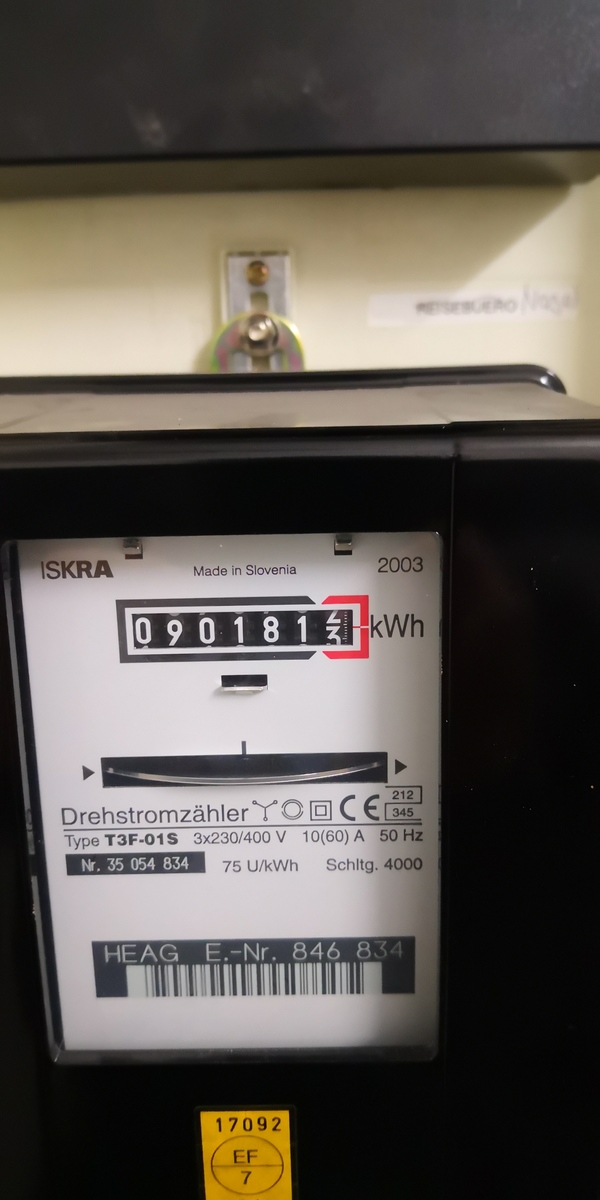 REISEBUERO Nagel
ISKRA Made in Slovenia 2003
0901813 kWh
Drehstromzähler CE 212 345
Type T3F-01S 3x230/400 V 10(60) A 50 Hz
Nr. 35 054 834 75 U/kWh Schltg. 4000
HEAG E.-Nr. 846 834
17092
EF
7